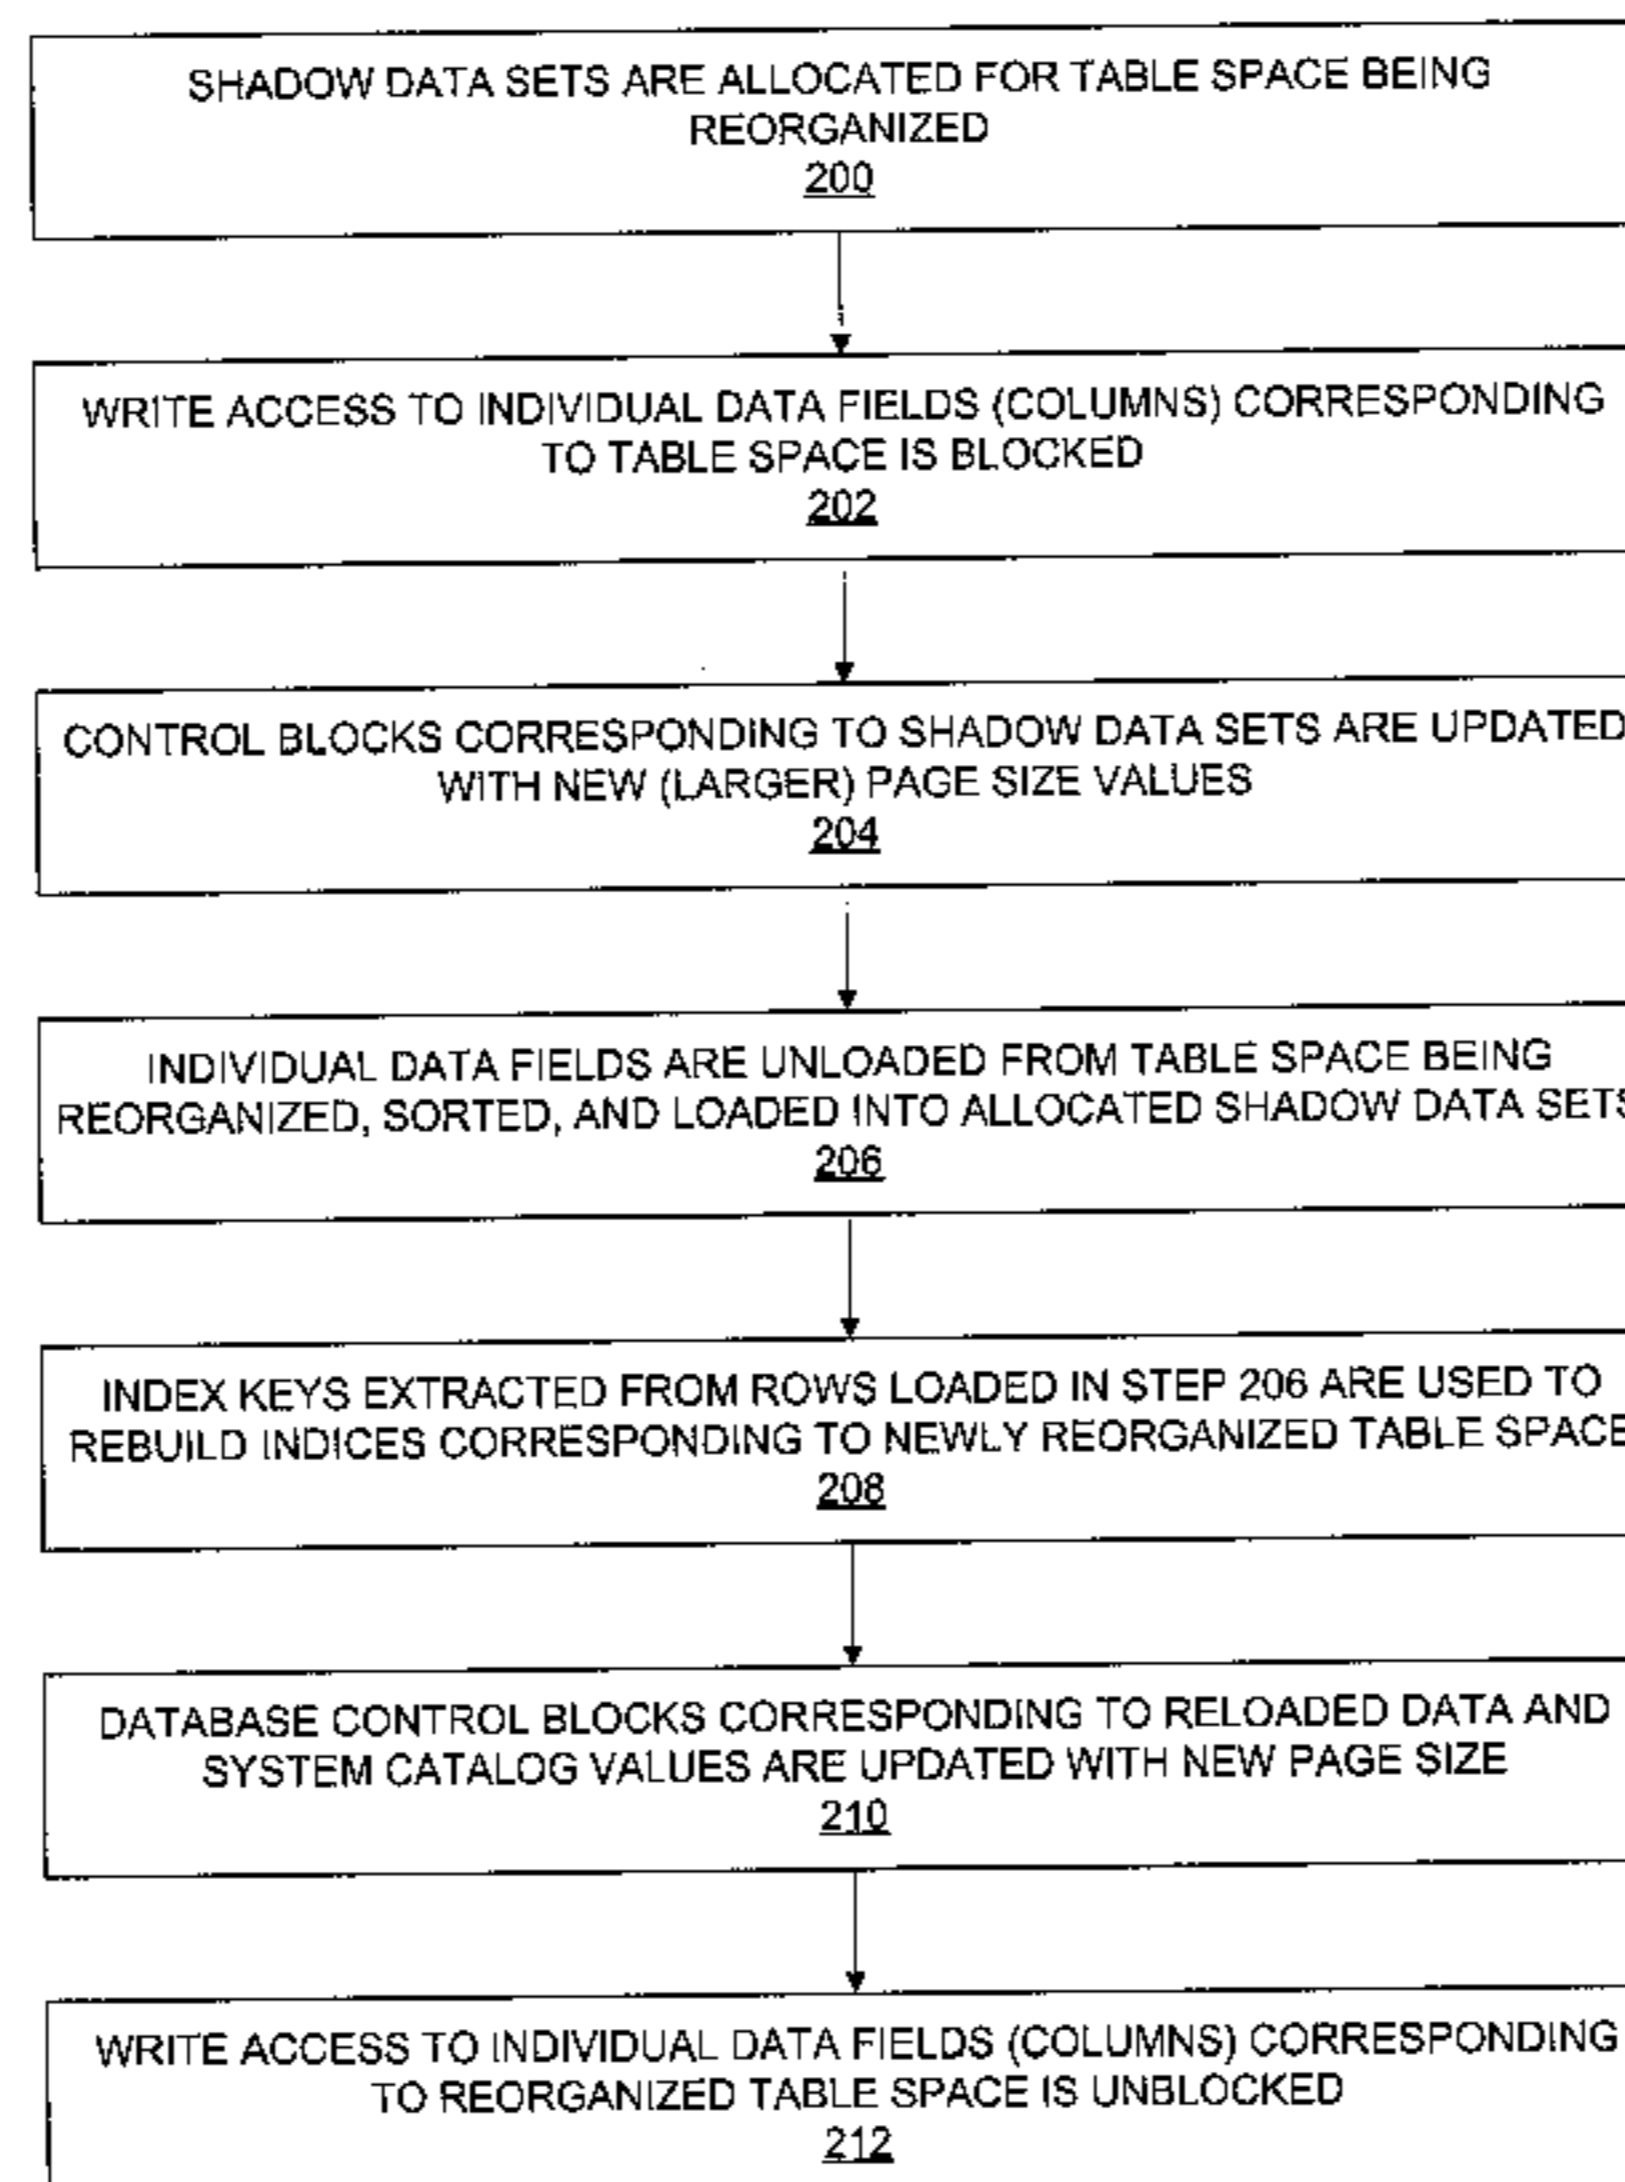 SHADOW DATA SETS ARE ALLOCATED FOR TABLE SPACE BEING
REORGANIZED
200
WRITE ACCESS TO INDIVIDUAL DATA FIELDS (COLUMNS) CORRESPONDING
TO TABLE SPACE IS BLOCKED
202
CONTROL BLOCKS CORRESPONDING TO SHADOW DATA SETS ARE UPDATED
WITH NEW (LARGER) PAGE SIZE VALUES
204
INDIVIDUAL DATA FIELDS ARE UNLOADED FROM TABLE SPACE BEING
REORGANIZED, SORTED, AND LOADED INTO ALLOCATED SHADOW DATA SETS
206
INDEX KEYS EXTRACTED FROM ROWS LOADED IN STEP 206 ARE USED TO
REBUILD INDICES CORRESPONDING TO NEWLY REORGANIZED TABLE SPACE
208
DATABASE CONTROL BLOCKS CORRESPONDING TO RELOADED DATA AND
SYSTEM CATALOG VALUES ARE UPDATED WITH NEW PAGE SIZE
210
WRITE ACCESS TO INDIVIDUAL DATA FIELDS (COLUMNS) CORRESPONDING
TO REORGANIZED TABLE SPACE IS UNBLOCKED
212